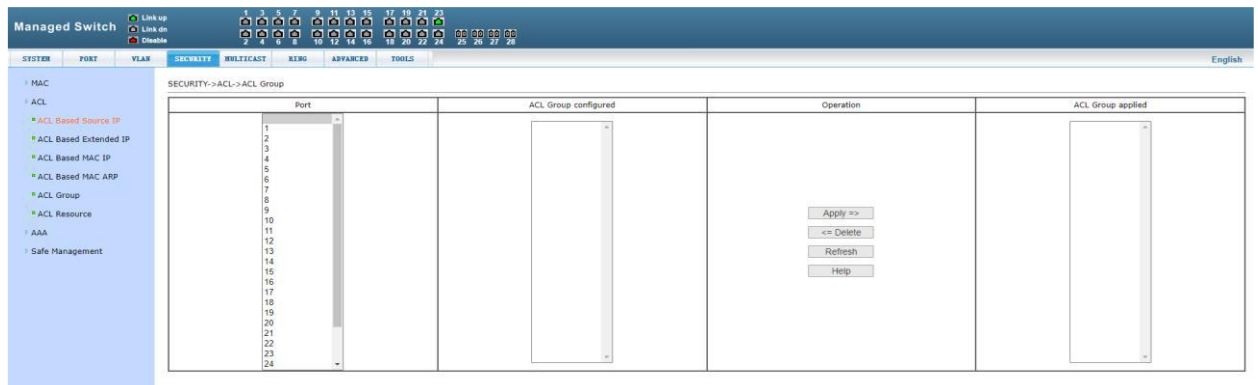 Managed Switch
Link up
Link dn
Disable
1 3 5 7 9 11 13 15 17 19 21 23
2 4 6 8 10 12 14 16 18 20 22 24 25 26 27 28
SYSTEM PORT VLAN SECURITY MULTICAST RING ADVANCED TOOLS English
MAC
ACL
ACL Based Source IP
ACL Based Extended IP
ACL Based MAC IP
ACL Based MAC ARP
ACL Group
ACL Resource
AAA
Safe Management
SECURITY->ACL->ACL Group
Port ACL Group configured Operation ACL Group applied
1
2
3
4
5
6
7
8
9
10
11
12
13
14
15
16
17
18
19
20
21
22
23
24
Apply =>
<= Delete
Refresh
Help